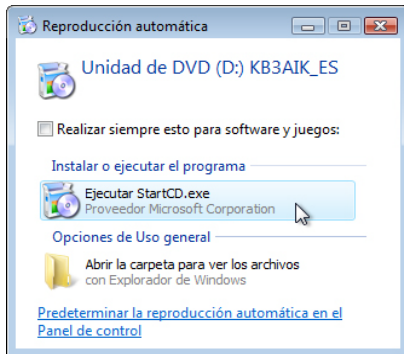 Reproducción automática
Unidad de DVD (D:) KB3AIK_ES
Realizar siempre esto para software y juegos:
Instalar o ejecutar el programa
Ejecutar StartCD.exe
Proveedor Microsoft Corporation
Opciones de Uso general
Abrir la carpeta para ver los archivos
con Explorador de Windows
Predeterminar la reproducción automática en el
Panel de control